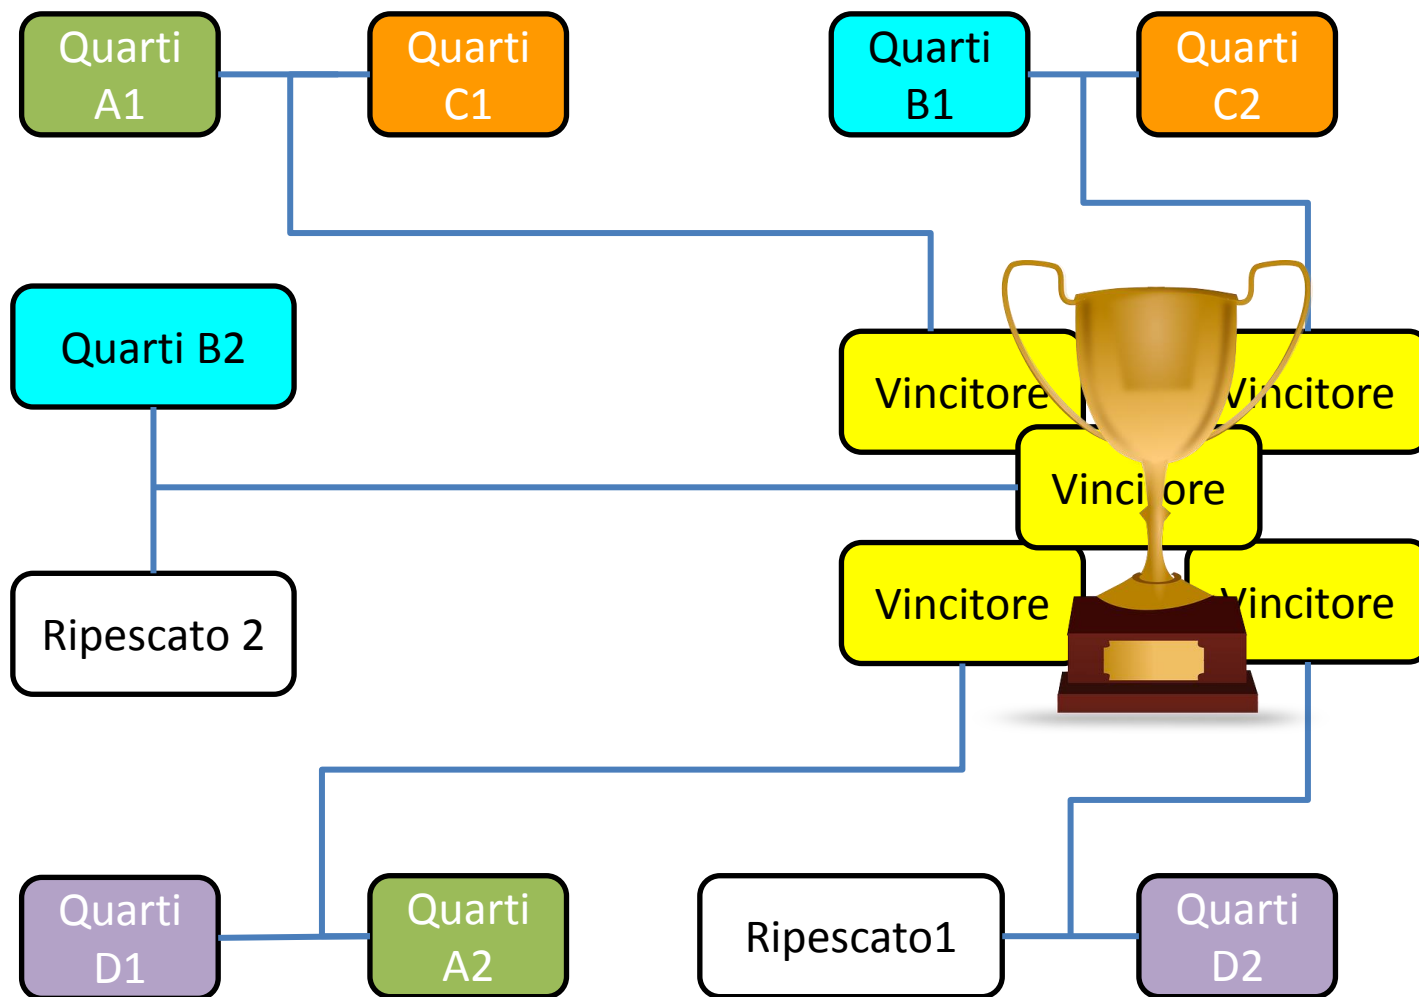 Quarti
A1
Quarti
C1
Quarti
B1
Quarti
C2
Quarti B2
Vincitore
Vincitore
Vincitore
Ripescato 2
Vincitore
Vincitore
Quarti
D1
Quarti
A2
Ripescato1
Quarti
D2